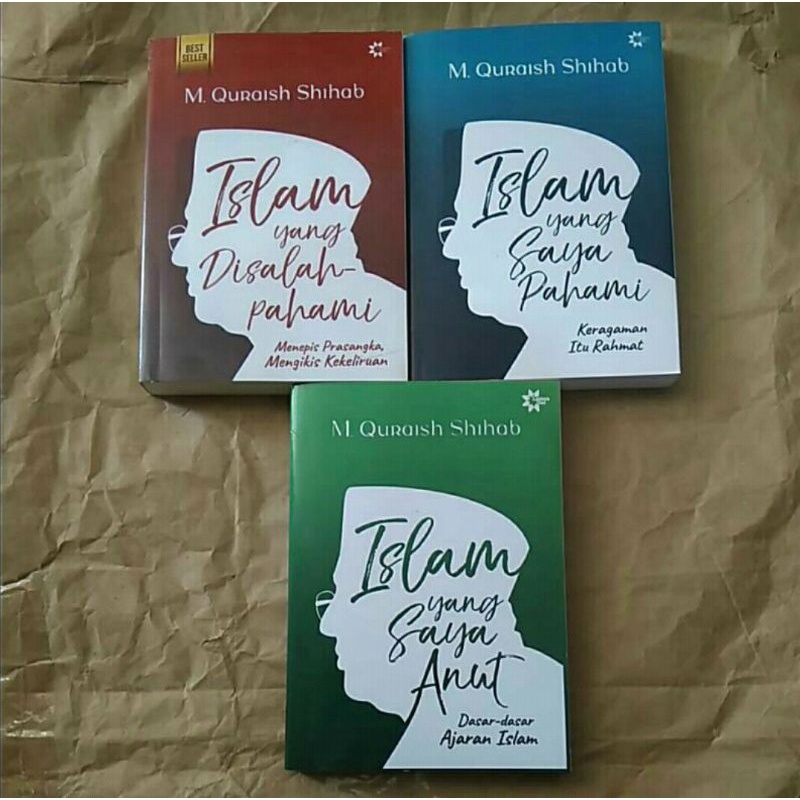 BEST
SELLER
M. Quraish Shihab
Islam
yang
Disalah-
pahami
Menepis Prasangka,
Mengikis Kekeliruan
M. Quraish Shihab
Islam
yang
Saya
Pahami
Keragaman
Itu Rahmat
M. Quraish Shihab
Islam
yang
Saya
Anut
Dasar-dasar
Ajaran Islam